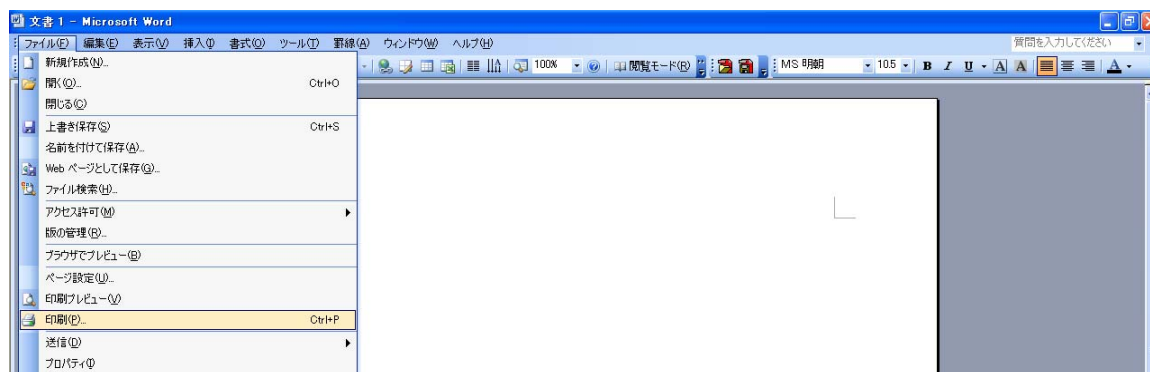 文書 1 - Microsoft Word
ファイル(F) 編集(E) 表示(V) 挿入(I) 書式(O) ツール(T) 罫線(A) ウィンドウ(W) ヘルプ(H) 質問を入力してください
新規作成(N)...
100% 閲覧モード(R) MS 明朝 10.5 B I U A A A
開く(O)... Ctrl+O
閉じる(C)
上書き保存(S) Ctrl+S
名前を付けて保存(A)...
Web ページとして保存(G)...
ファイル検索(H)...
アクセス許可(M)
版の管理(R)...
ブラウザでプレビュー(B)
ページ設定(U)...
印刷プレビュー(V)
印刷(P)... Ctrl+P
送信(D)
プロパティ(I)